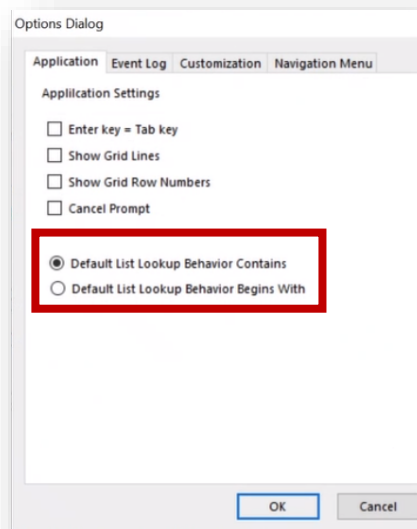 Options Dialog
Application Event Log Customization Navigation Menu
Applilcation Settings
Enter key = Tab key
Show Grid Lines
Show Grid Row Numbers
Cancel Prompt
Default List Lookup Behavior Contains
Default List Lookup Behavior Begins With
OK Cancel